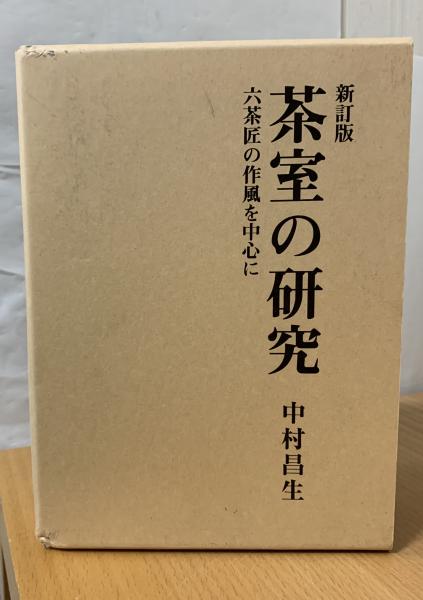 新訂版
茶室の研究
六茶匠の作風を中心に
中村昌生